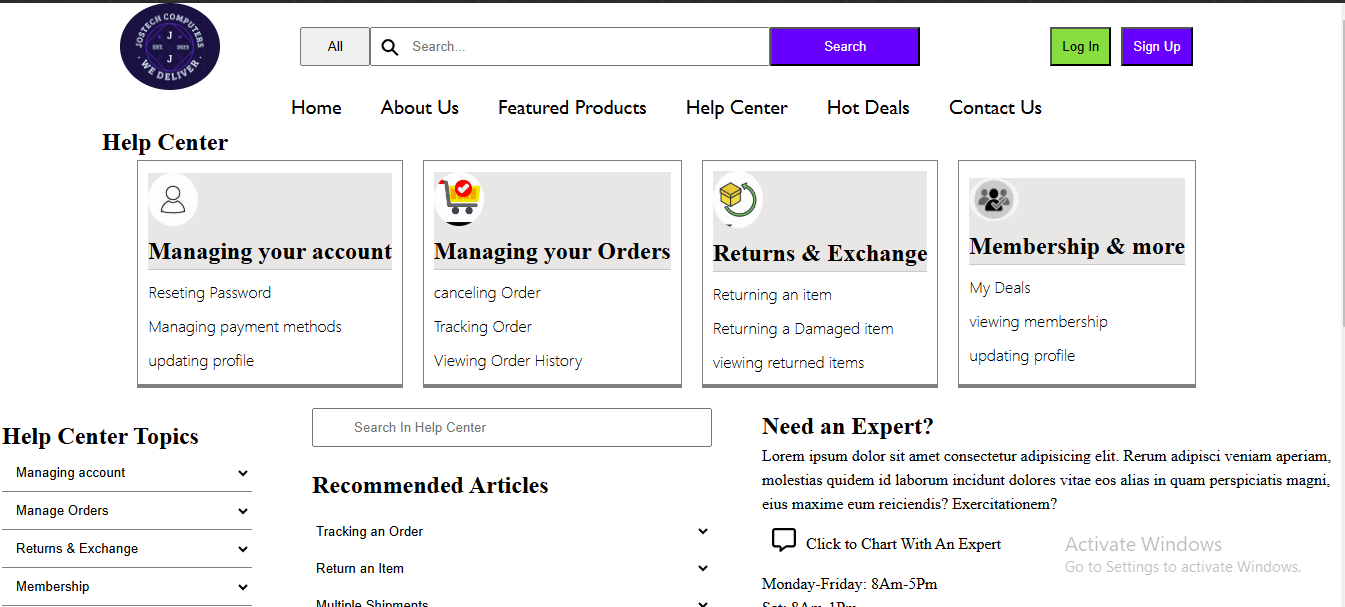 JOSTECH COMPUTERS
J
EST. 2023
J
· WE DELIVER ·
All
Search...
Search
Log In
Sign Up
Home About Us Featured Products Help Center Hot Deals Contact Us
Help Center
Managing your account
Reseting Password
Managing payment methods
updating profile
Managing your Orders
canceling Order
Tracking Order
Viewing Order History
Returns & Exchange
Returning an item
Returning a Damaged item
viewing returned items
Membership & more
My Deals
viewing membership
updating profile
Help Center Topics
Managing account
Manage Orders
Returns & Exchange
Membership
Search In Help Center
Recommended Articles
Tracking an Order
Return an Item
Multiple Shipments
Need an Expert?
Lorem ipsum dolor sit amet consectetur adipisicing elit. Rerum adipisci veniam aperiam,
molestias quidem id laborum incidunt dolores vitae eos alias in quam perspiciatis magni,
eius maxime eum reiciendis? Exercitationem?
Click to Chart With An Expert
Monday-Friday: 8Am-5Pm
Sat: 8Am-1Pm
Activate Windows
Go to Settings to activate Windows.